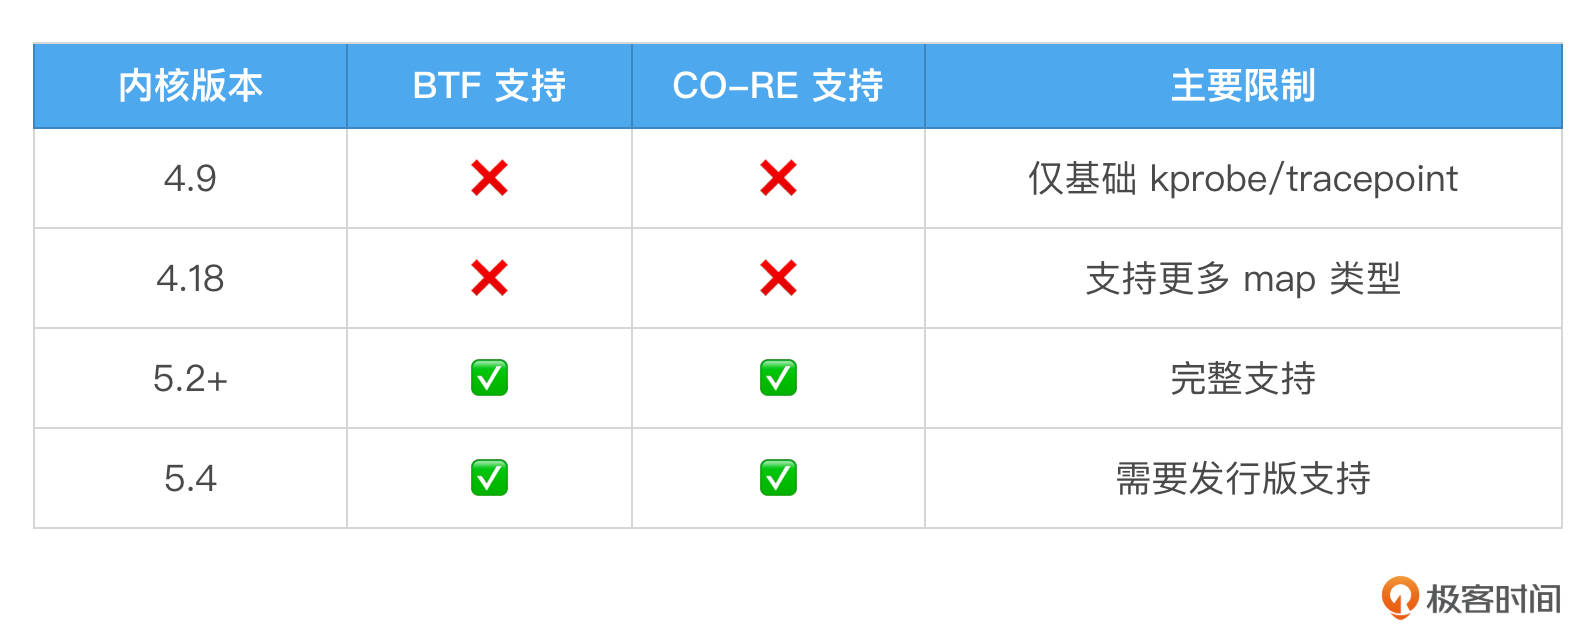 内核版本 BTF 支持 CO-RE 支持 主要限制
4.9 ❌ ❌ 仅基础 kprobe/tracepoint
4.18 ❌ ❌ 支持更多 map 类型
5.2+ ✅ ✅ 完整支持
5.4 ✅ ✅ 需要发行版支持
极客时间